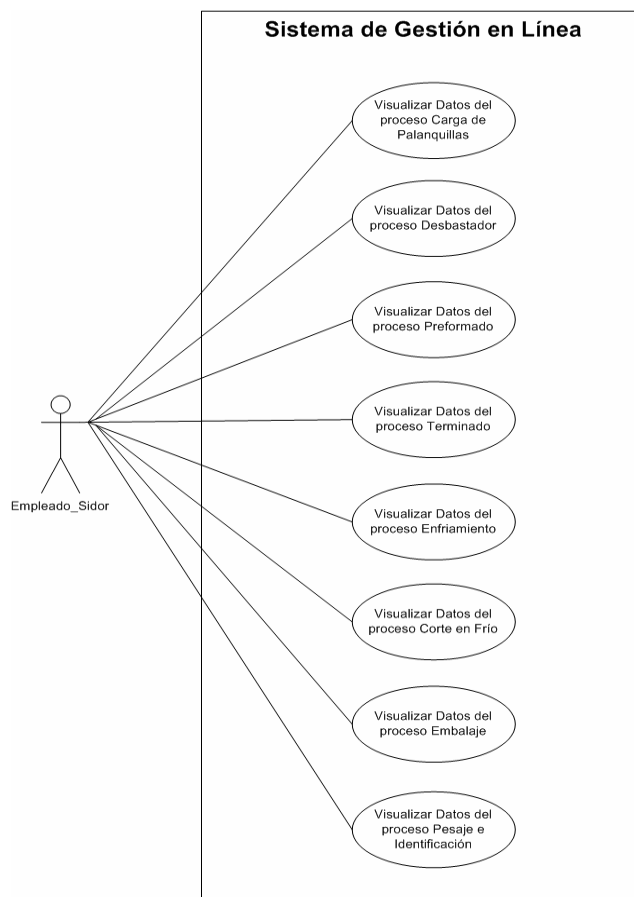 Sistema de Gestión en Línea
Visualizar Datos del
proceso Carga de
Palanquillas
Visualizar Datos del
proceso Desbastador
Visualizar Datos del
proceso Preformado
Visualizar Datos del
proceso Terminado
Empleado_Sidor
Visualizar Datos del
proceso Enfriamiento
Visualizar Datos del
proceso Corte en Frío
Visualizar Datos del
proceso Embalaje
Visualizar Datos del
proceso Pesaje e
Identificación